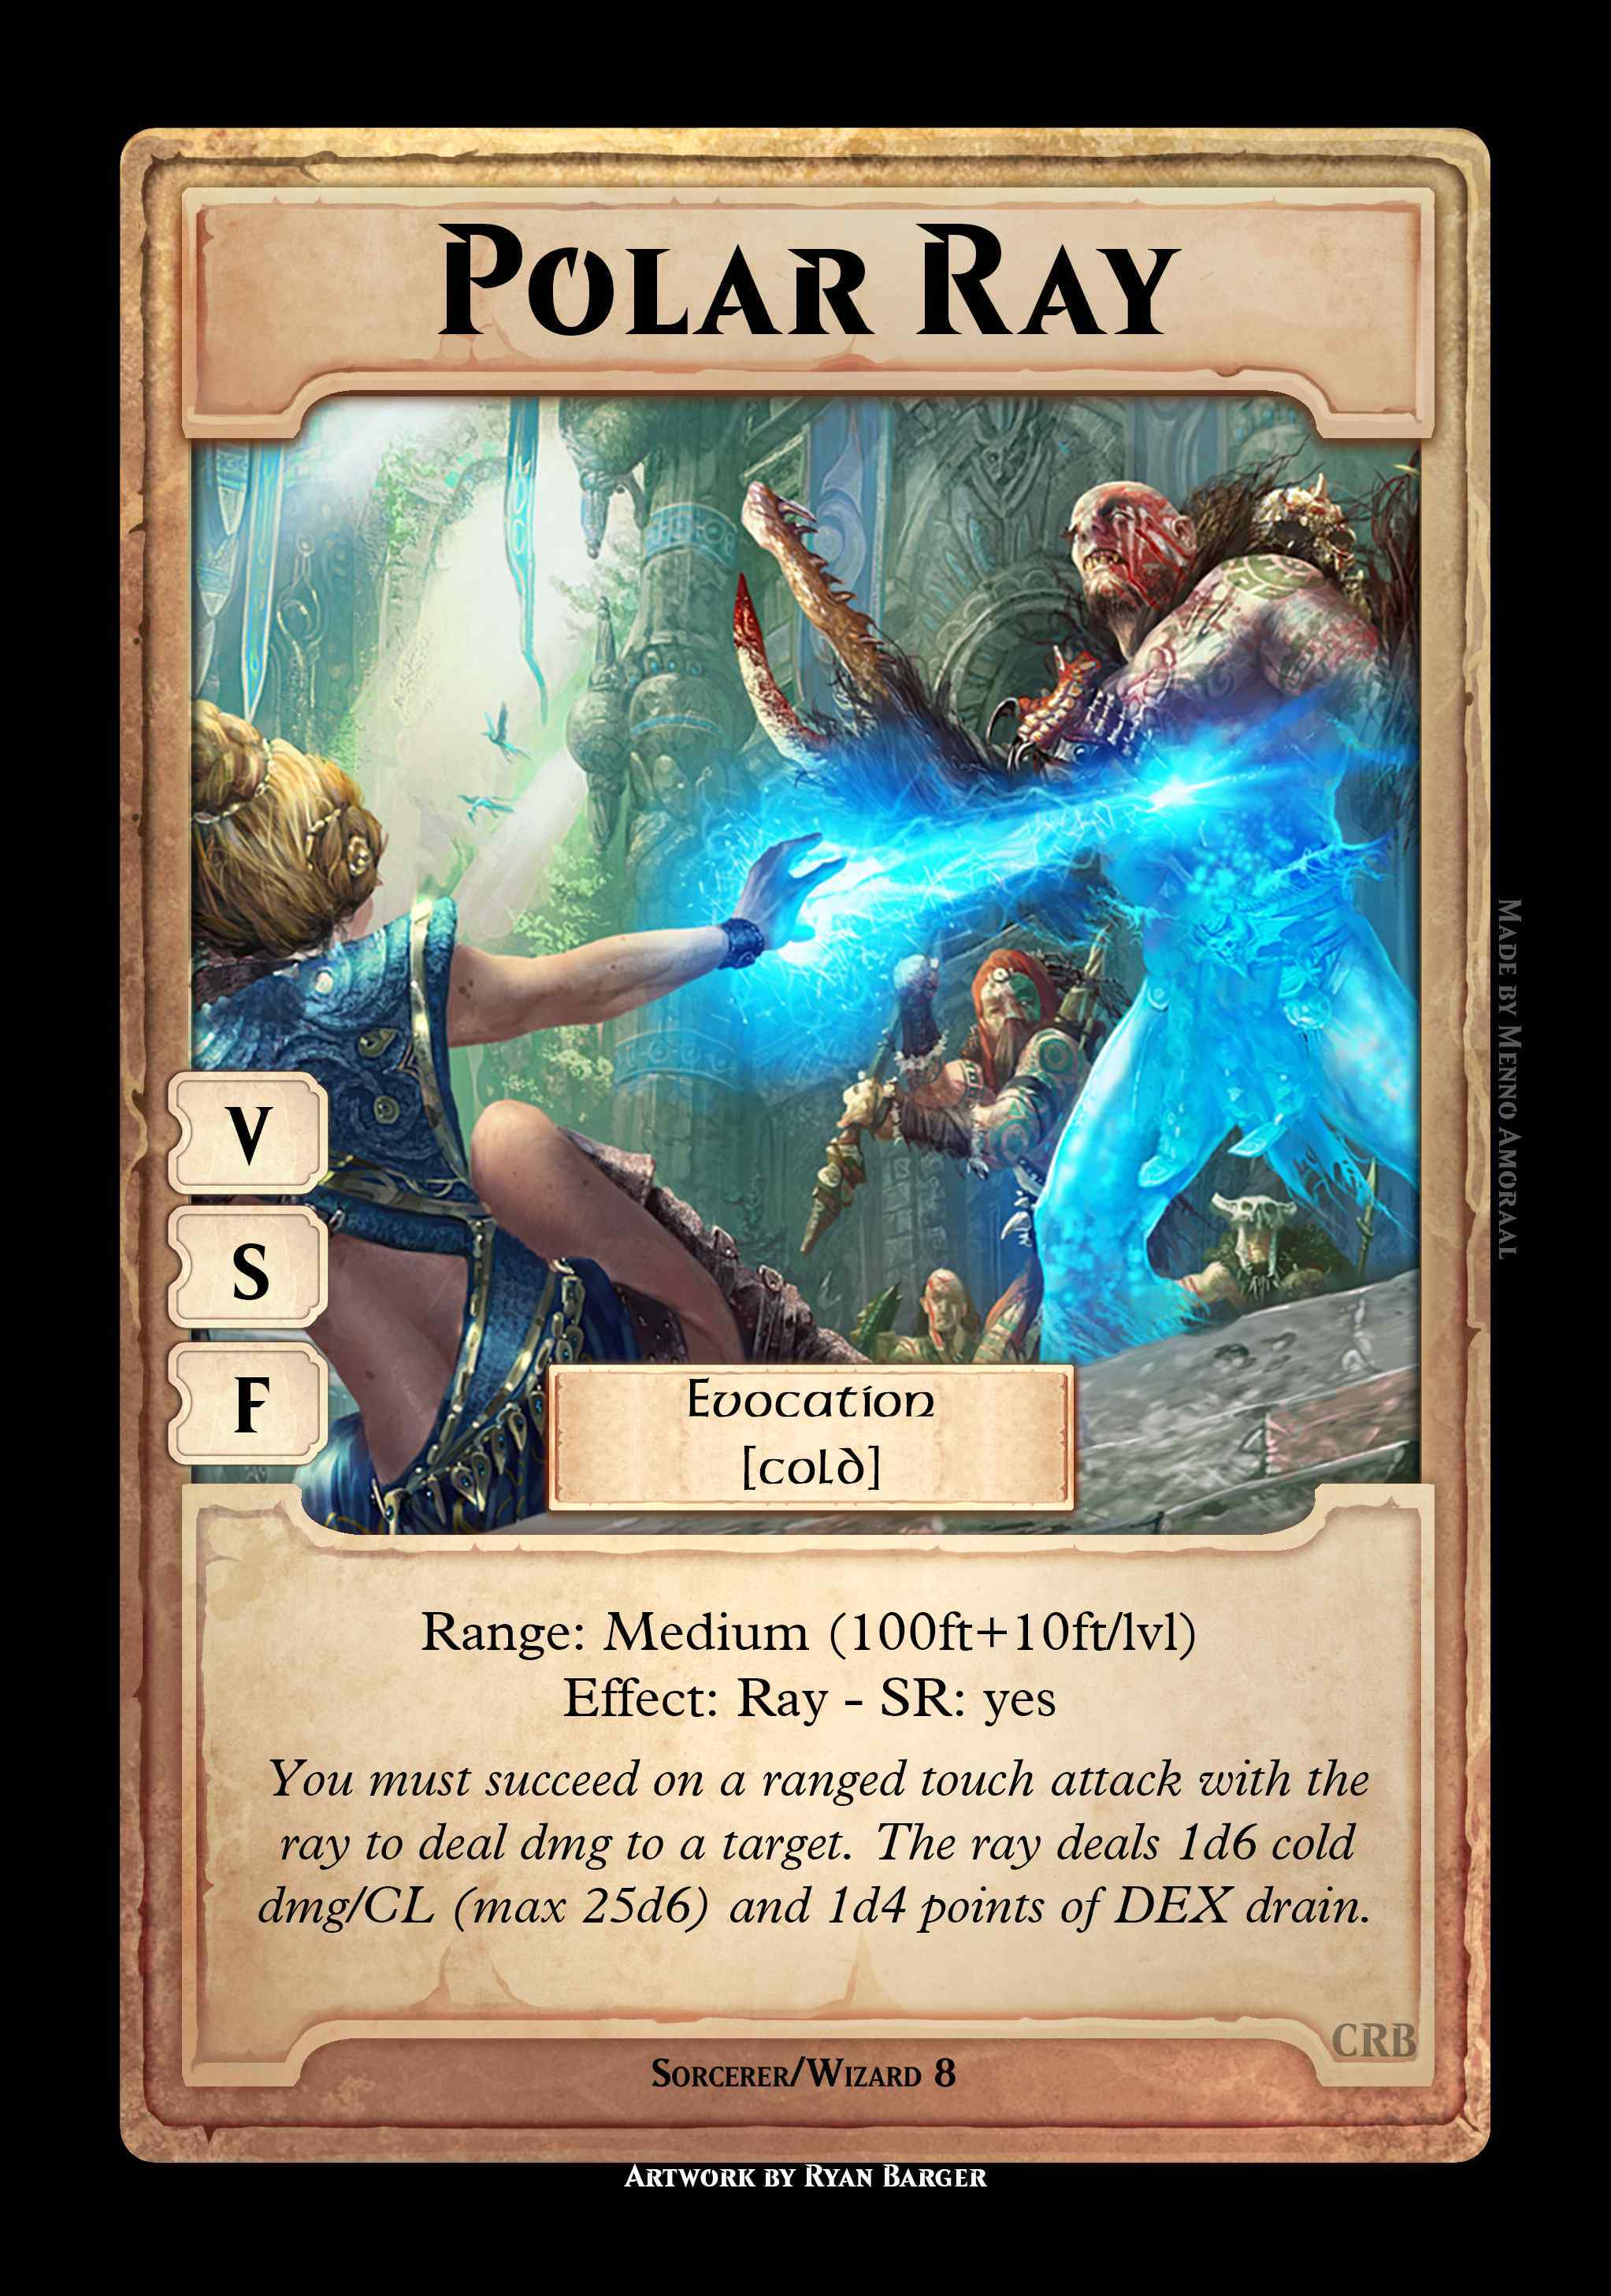 Polar Ray
V
S
F
Evocation
[cold]
Range: Medium (100ft+10ft/lvl)
Effect: Ray - SR: yes
You must succeed on a ranged touch attack with the
ray to deal dmg to a target. The ray deals 1d6 cold
dmg/CL (max 25d6) and 1d4 points of DEX drain.
CRB
Sorcerer/Wizard 8
Artwork by Ryan Barger
Made by Menno Amoraal